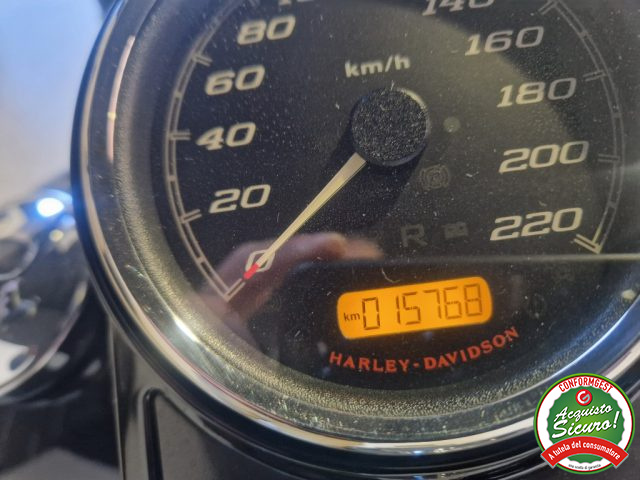 140
80
160
km/h
60
180
40
200
20
220
R
0
km 015768
HARLEY-DAVIDSON
CONFORMGEST
Acquisto
Sicuro!
A tutela del consumatore